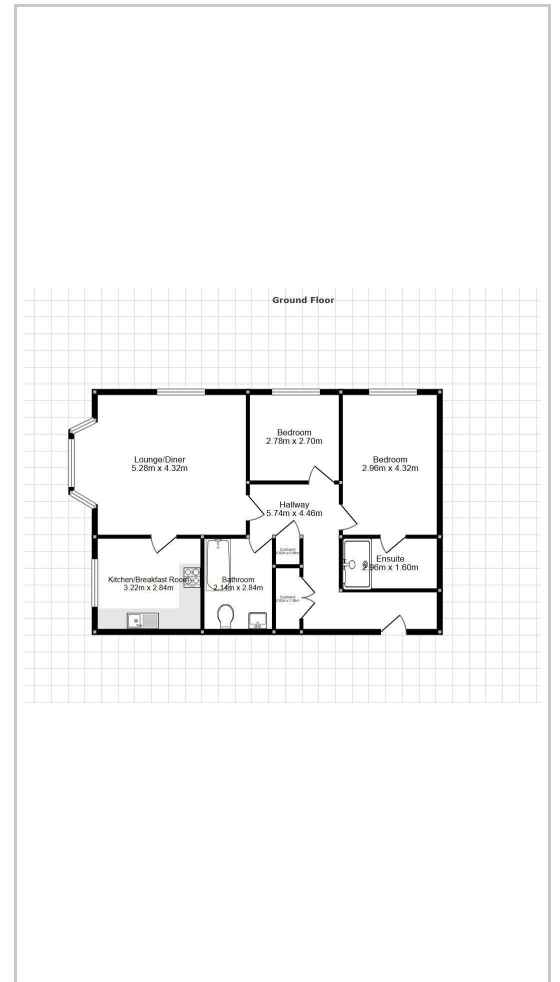 Ground Floor
Bedroom
2.78m x 2.70m
Lounge/Diner
5.28m x 4.32m
Bedroom
2.96m x 4.32m
Hallway
5.74m x 4.46m
Cupboard
Ensuite
2.96m x 1.60m
Kitchen/Breakfast Room
3.22m x 2.84m
Bathroom
2.14m x 2.84m
Cupboard